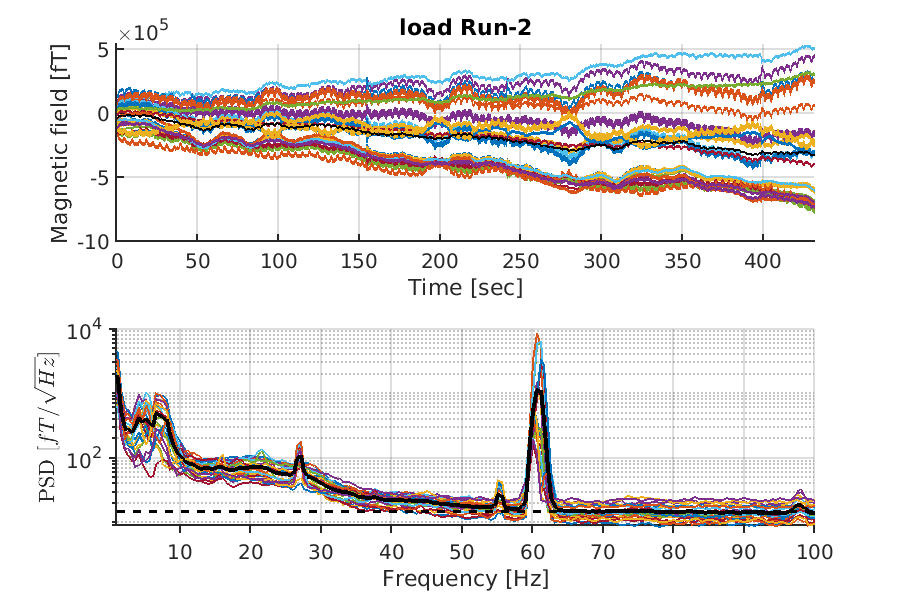 load Run-2
×10^5
Magnetic field [fT]
5
0
-5
-10
0 50 100 150 200 250 300 350 400
Time [sec]
PSD [fT/√Hz]
10^4
10^2
10 20 30 40 50 60 70 80 90 100
Frequency [Hz]